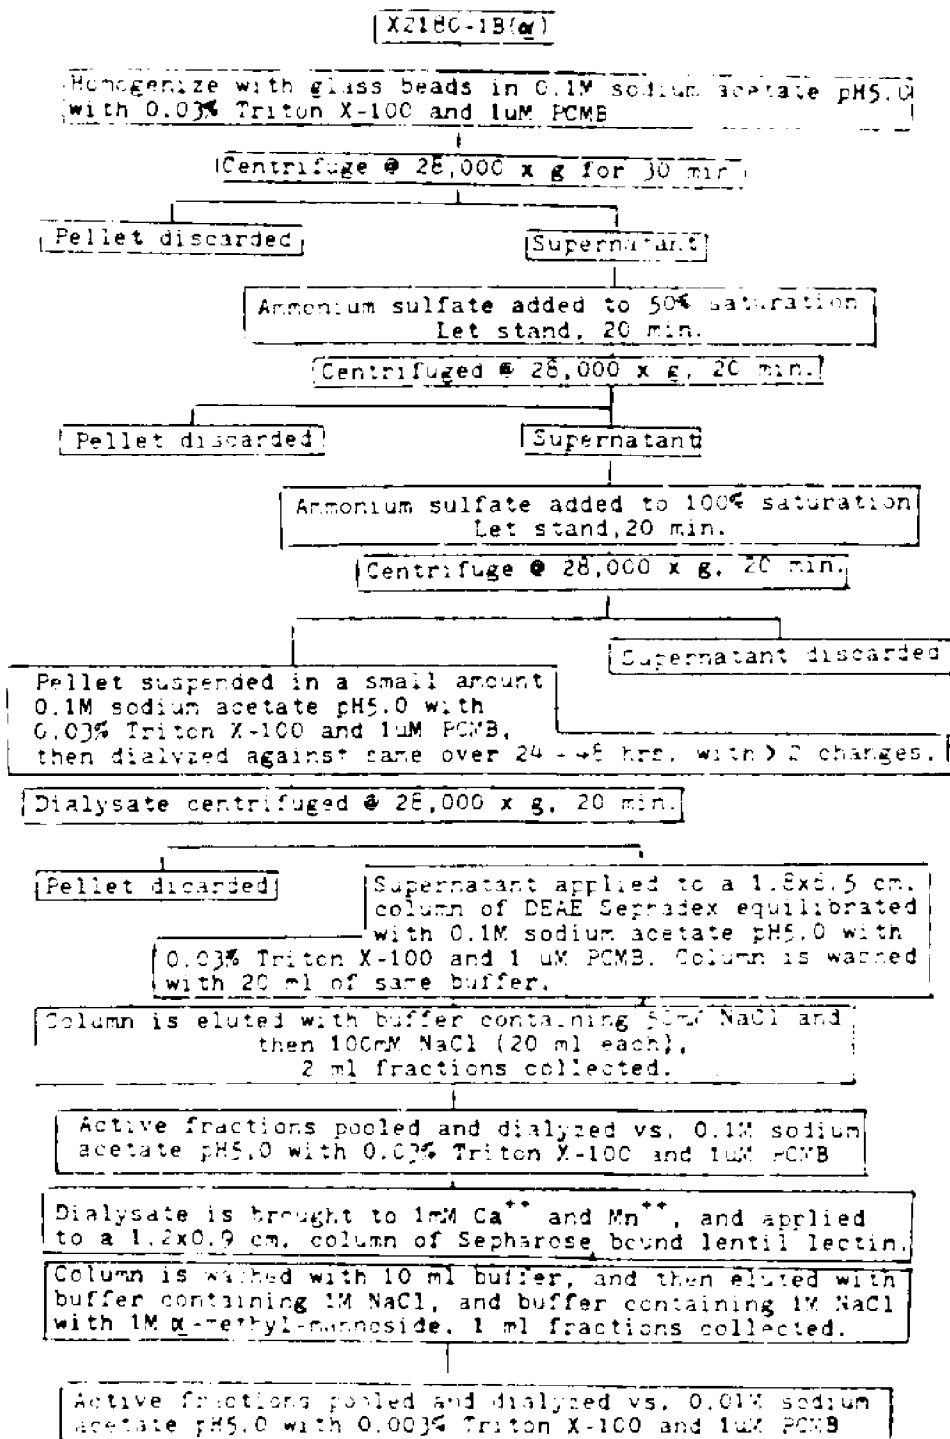 X2180-1B(α)
Homogenize with glass beads in 0.1M sodium acetate pH5.0
with 0.03% Triton X-100 and 1uM PCMB
Centrifuge @ 28,000 x g for 30 min
Pellet discarded
Supernatant
Ammonium sulfate added to 50% saturation
Let stand, 20 min.
Centrifuged @ 28,000 x g, 20 min.
Pellet discarded
Supernatant
Ammonium sulfate added to 100% saturation
Let stand,20 min.
Centrifuge @ 28,000 x g, 20 min.
Supernatant discarded
Pellet suspended in a small amount
0.1M sodium acetate pH5.0 with
0.03% Triton X-100 and 1uM PCMB,
then dialyzed against same over 24 -48 hrs. with > 2 changes.
Dialysate centrifuged @ 28,000 x g, 20 min.
Pellet dicarded
Supernatant applied to a 1.8x6.5 cm.
column of DEAE Sephadex equilibrated
with 0.1M sodium acetate pH5.0 with
0.03% Triton X-100 and 1 uM PCMB. Column is washed
with 20 ml of same buffer.
Column is eluted with buffer containing 50mM NaCl and
then 100mM NaCl (20 ml each),
2 ml fractions collected.
Active fractions pooled and dialyzed vs. 0.1M sodium
acetate pH5.0 with 0.03% Triton X-100 and 1uM PCMB
Dialysate is brought to 1mM Ca++ and Mn++, and applied
to a 1.2x0.9 cm. column of Sepharose bound lentil lectin.
Column is washed with 10 ml buffer, and then eluted with
buffer containing 1M NaCl, and buffer containing 1M NaCl
with 1M α-methyl-mannoside. 1 ml fractions collected.
Active fractions pooled and dialyzed vs. 0.01M sodium
acetate pH5.0 with 0.003% Triton X-100 and 1uM PCMB